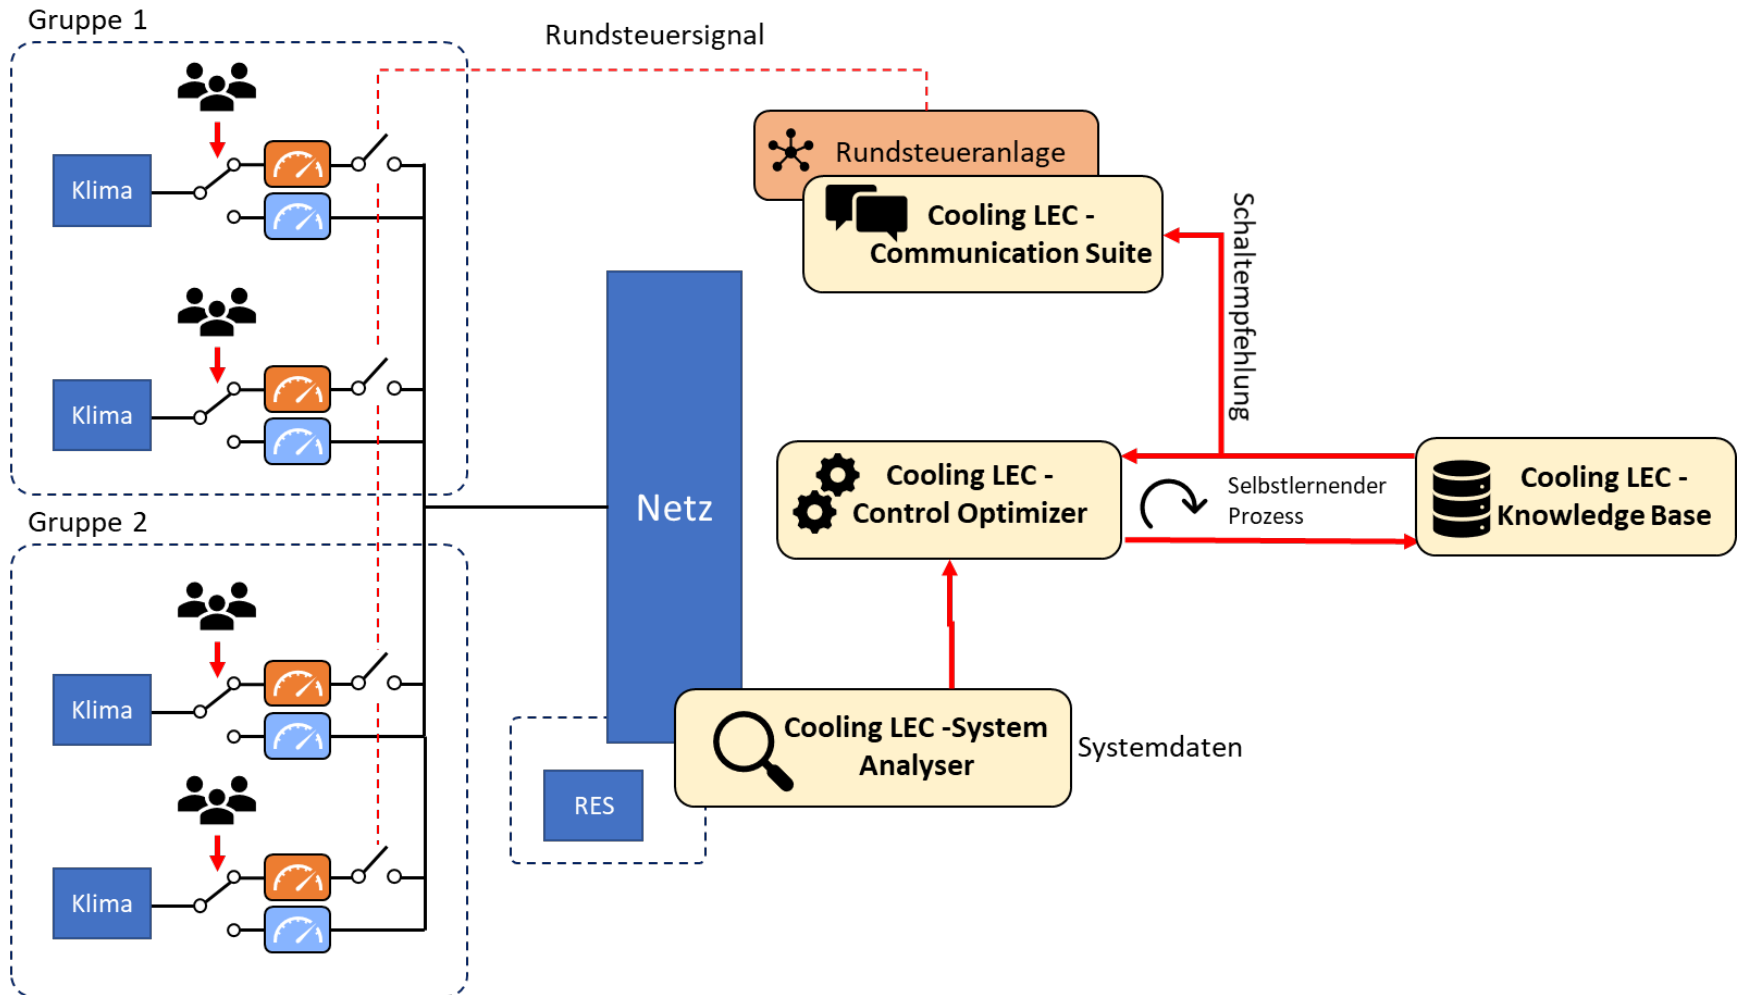 Gruppe 1
Rundsteuersignal
Rundsteueranlage
Klima
Cooling LEC -
Communication Suite
Schaltempfehlung
Klima
Netz
Cooling LEC -
Control Optimizer
Selbstlernender
Prozess
Cooling LEC -
Knowledge Base
Gruppe 2
Klima
Cooling LEC -System
Analyser
Systemdaten
RES
Klima